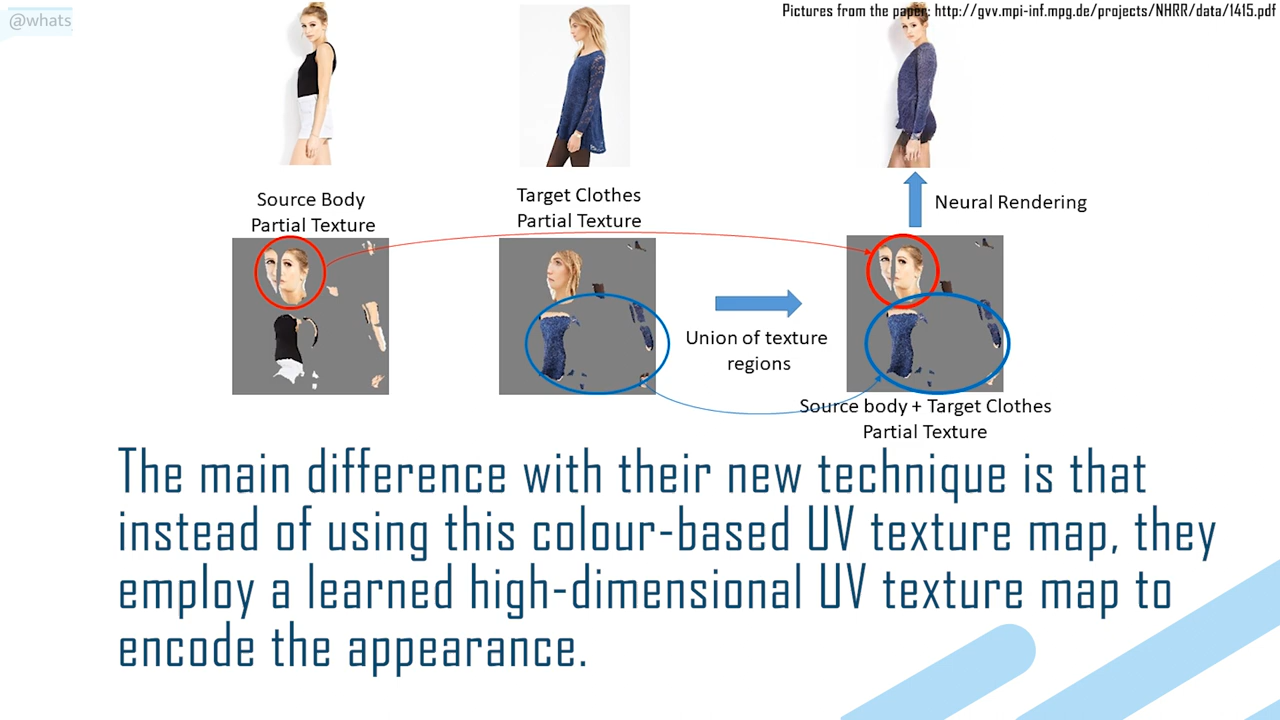 @whats
Pictures from the paper: http://gvv.mpi-inf.mpg.de/projects/NHRR/data/1415.pdf
Source Body
Partial Texture
Target Clothes
Partial Texture
Neural Rendering
Union of texture
regions
Source body + Target Clothes
Partial Texture
The main difference with their new technique is that
instead of using this colour-based UV texture map, they
employ a learned high-dimensional UV texture map to
encode the appearance.